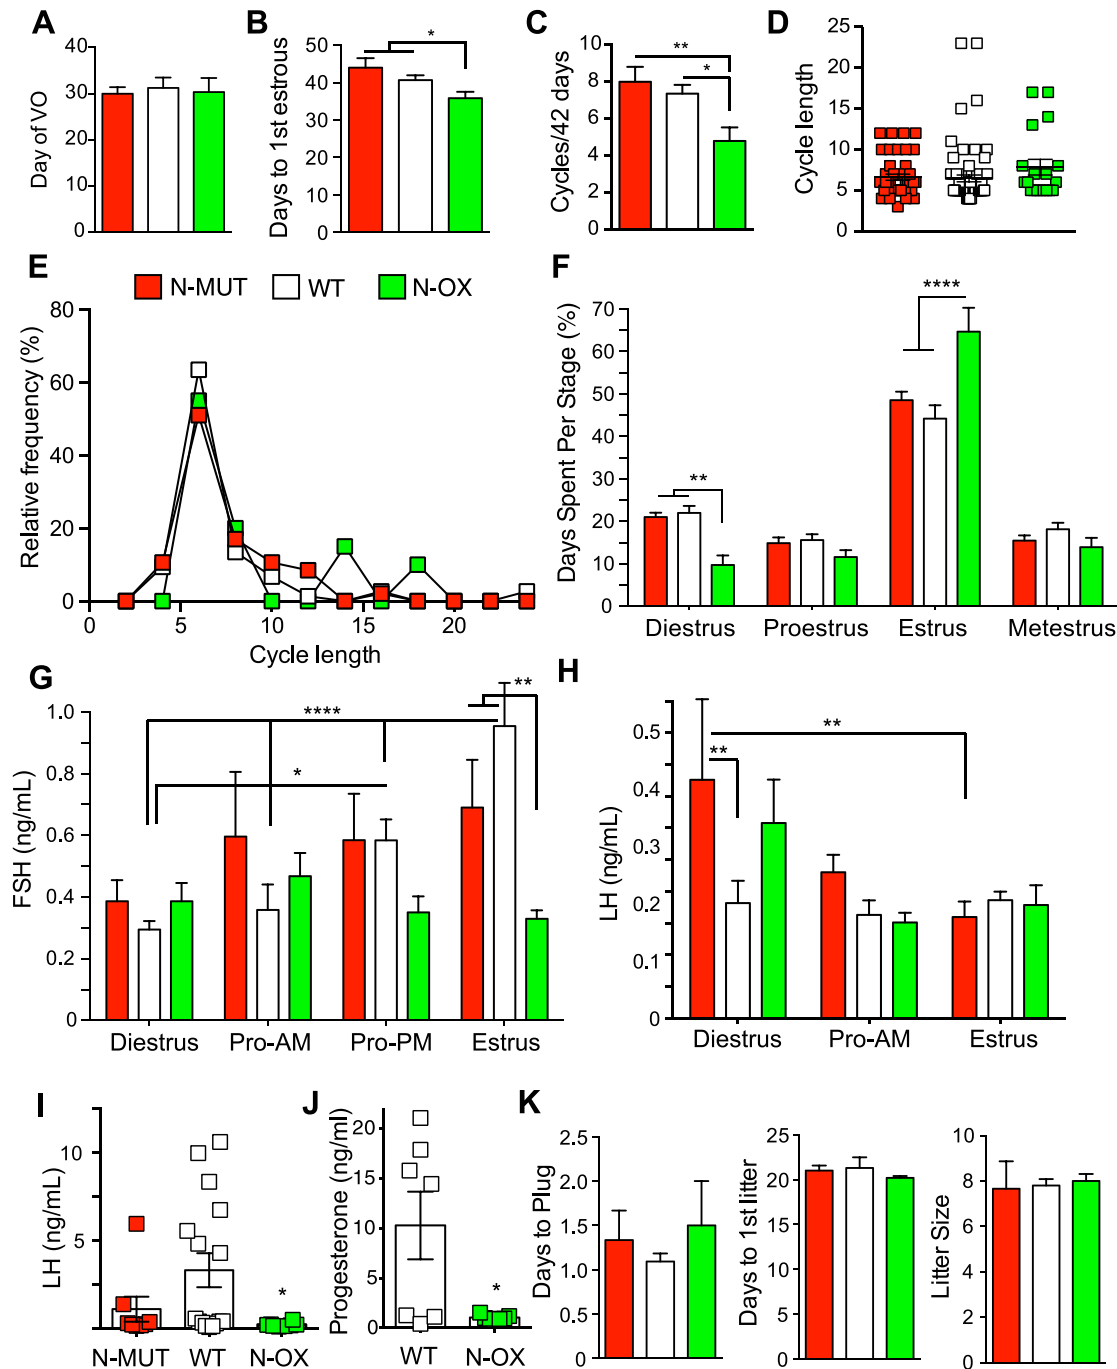 A
Day of VO
40
30
20
10
0
B
Days to 1st estrous
50
40
30
20
10
0
*
C
Cycles/42 days
10
8
6
4
2
0
**
*
D
Cycle length
25
20
15
10
5
0
E
N-MUT WT N-OX
Relative frequency (%)
80
60
40
20
0
0 5 10 15 20
Cycle length
F
Days Spent Per Stage (%)
70
60
50
40
30
20
10
0
**
****
Diestrus Proestrus Estrus Metestrus
G
FSH (ng/mL)
1.0
0.8
0.6
0.4
0.2
0
****
*
**
Diestrus Pro-AM Pro-PM Estrus
H
LH (ng/mL)
0.5
0.4
0.2
0.2
0.1
0
**
**
Diestrus Pro-AM Estrus
I
LH (ng/mL)
10
5
0
*
N-MUT WT N-OX
J
Progesterone (ng/ml)
20
15
10
5
0
*
WT N-OX
K
Days to Plug
2.5
2.0
1.5
1.0
0.5
0
Days to 1st litter
25
20
15
10
5
0
Litter Size
10
8
6
4
2
0